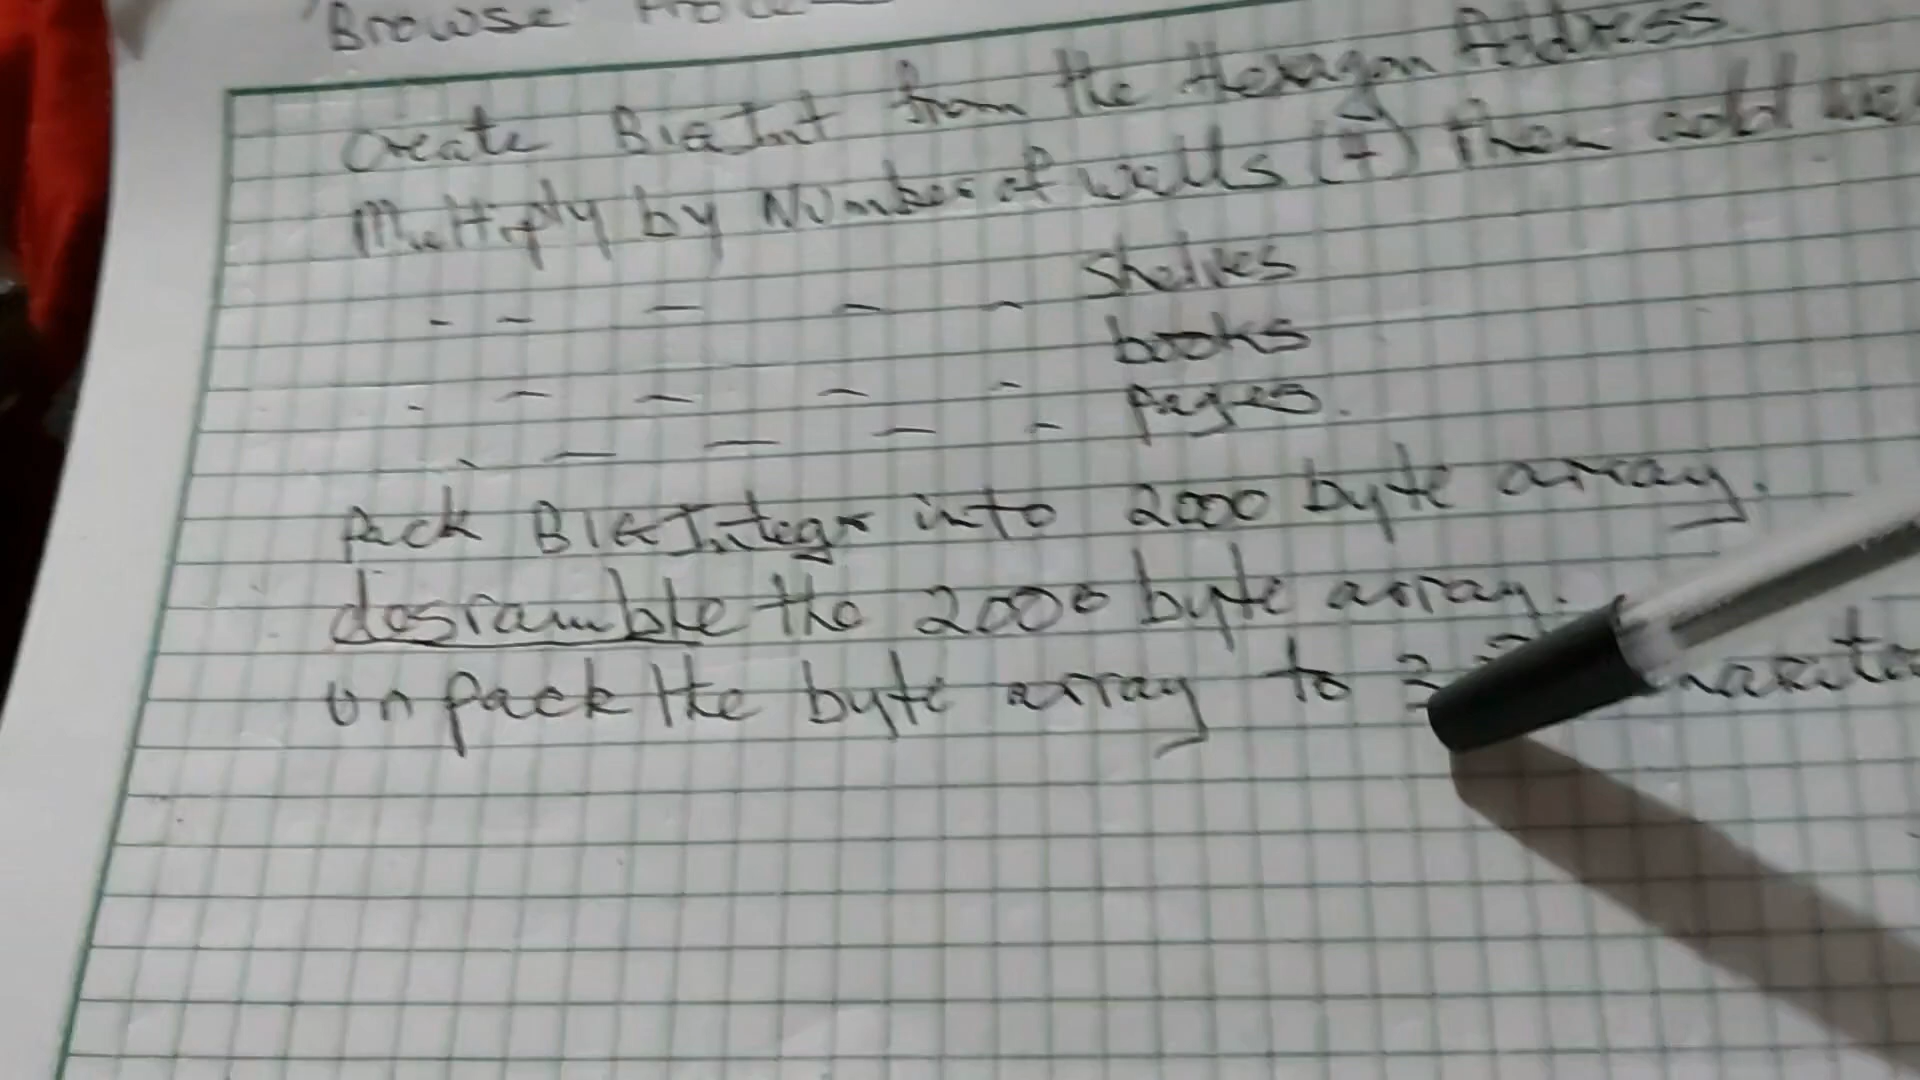 Browse
Create BIGInt from the Hexagon Address
Multiply by Number of walls (4) then add
- - - - - shelves
- - - - - books
- - - - - pages.
Pack BIGInteger into 2000 byte array.
desramble the 2000 byte array.
unpack the byte array to